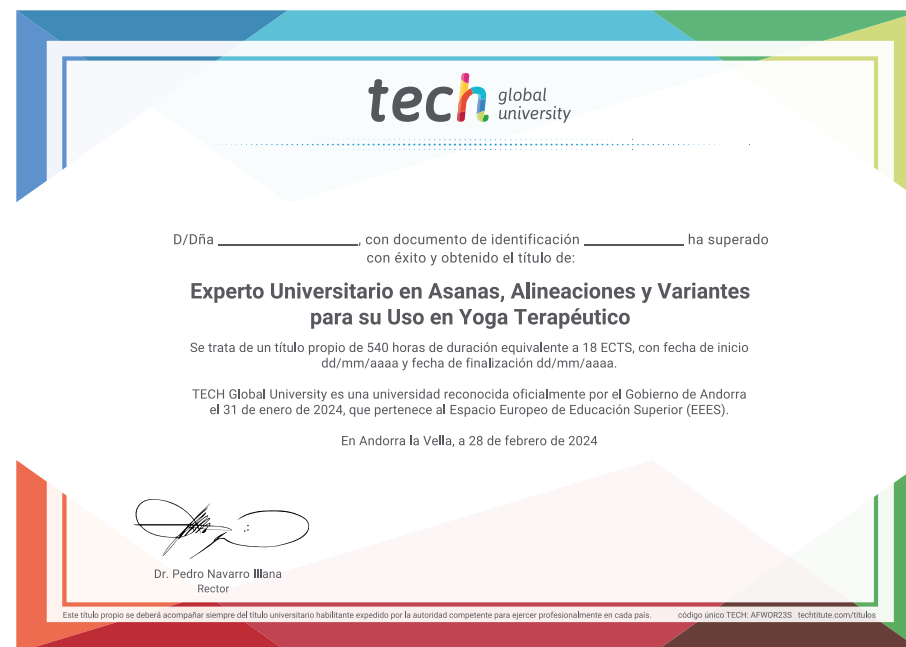 tech global university
D/Dña ____________________, con documento de identificación ______________ ha superado
con éxito y obtenido el título de:
Experto Universitario en Asanas, Alineaciones y Variantes
para su Uso en Yoga Terapéutico
Se trata de un título propio de 540 horas de duración equivalente a 18 ECTS, con fecha de inicio
dd/mm/aaaa y fecha de finalización dd/mm/aaaa.
TECH Global University es una universidad reconocida oficialmente por el Gobierno de Andorra
el 31 de enero de 2024, que pertenece al Espacio Europeo de Educación Superior (EEES).
En Andorra la Vella, a 28 de febrero de 2024
Dr. Pedro Navarro Illana
Rector
Este título propio se deberá acompañar siempre del título universitario habilitante expedido por la autoridad competente para ejercer profesionalmente en cada país. código único TECH: AFWOR23S techtitute.com/titulos